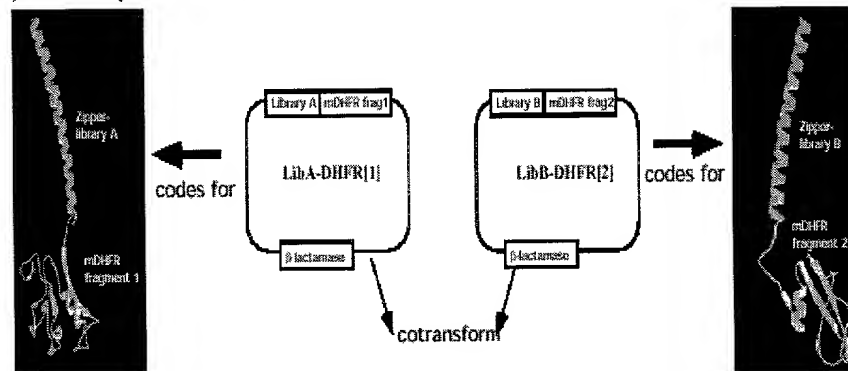 Library A mDHFR frag1
Library B mDHFR frag2
Zipper-
library A
Zipper-
library B
LibA-DHFR[1]
LibB-DHFR[2]
codes for
codes for
mDHFR
fragment 1
mDHFR
fragment 2
β-lactamase
β-lactamase
cotransform